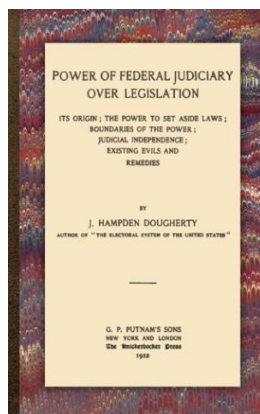 POWER OF FEDERAL JUDICIARY
OVER LEGISLATION
ITS ORIGIN ; THE POWER TO SET ASIDE LAWS ;
BOUNDARIES OF THE POWER ;
JUDICIAL INDEPENDENCE ;
EXISTING EVILS AND
REMEDIES
BY
J. HAMPDEN DOUGHERTY
AUTHOR OF "THE ELECTORAL SYSTEM OF THE UNITED STATES"
G. P. PUTNAM'S SONS
NEW YORK AND LONDON
The Knickerbocker Press